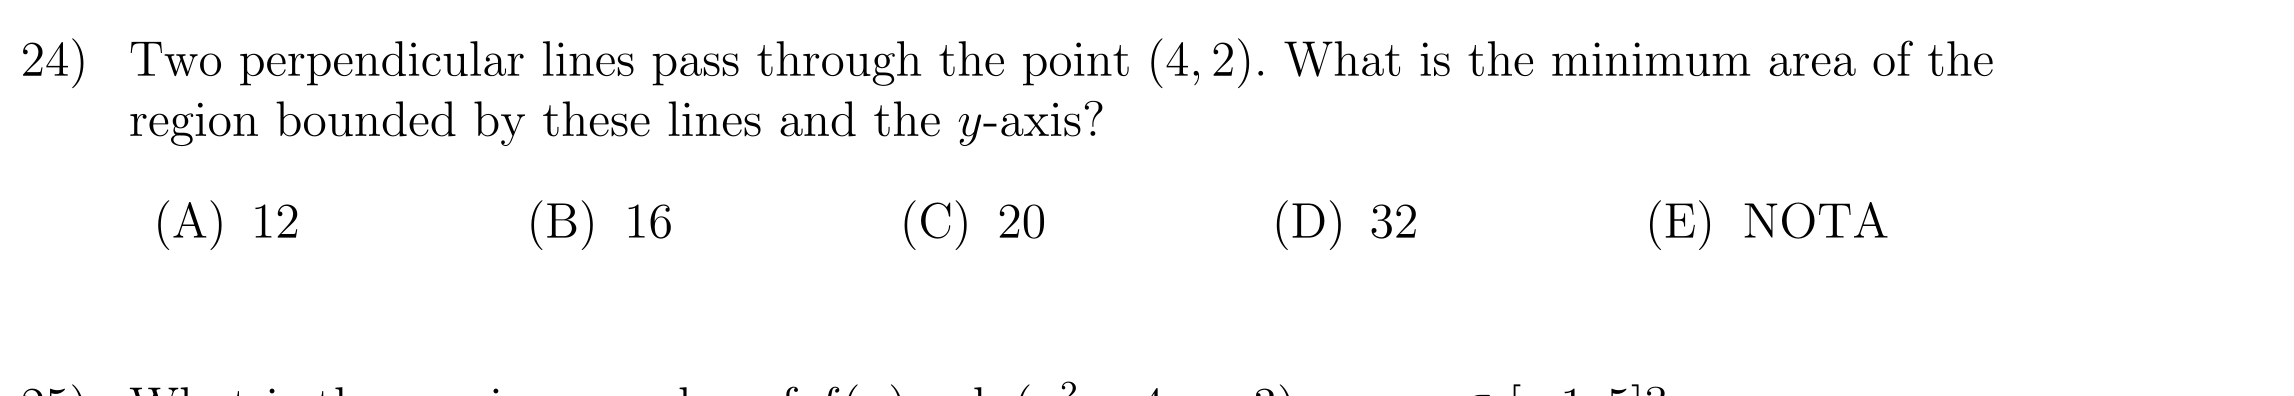 24) Two perpendicular lines pass through the point (4, 2). What is the minimum area of the
region bounded by these lines and the y-axis?
(A) 12 (B) 16 (C) 20 (D) 32 (E) NOTA